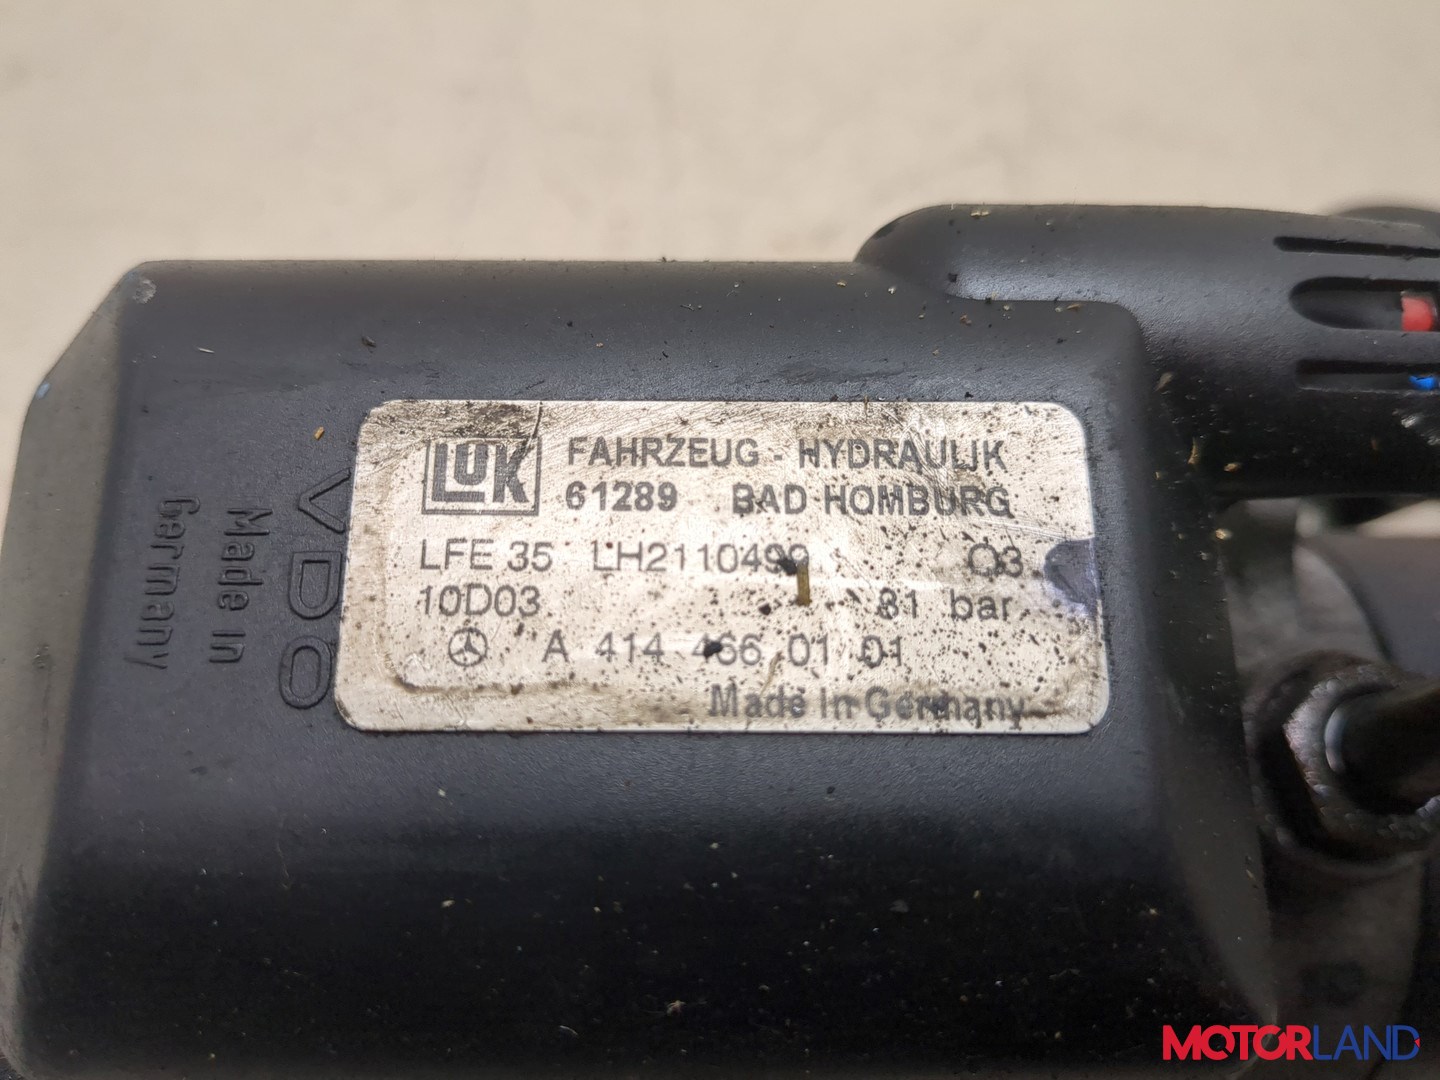 LUK
FAHRZEUG - HYDRAULIK
61289 BAD HOMBURG
LFE 35 LH2110499 03
10D03 81 bar
A 414 466 01 01
Made in Germany
VDO
Made in
Germany
MOTORLAND